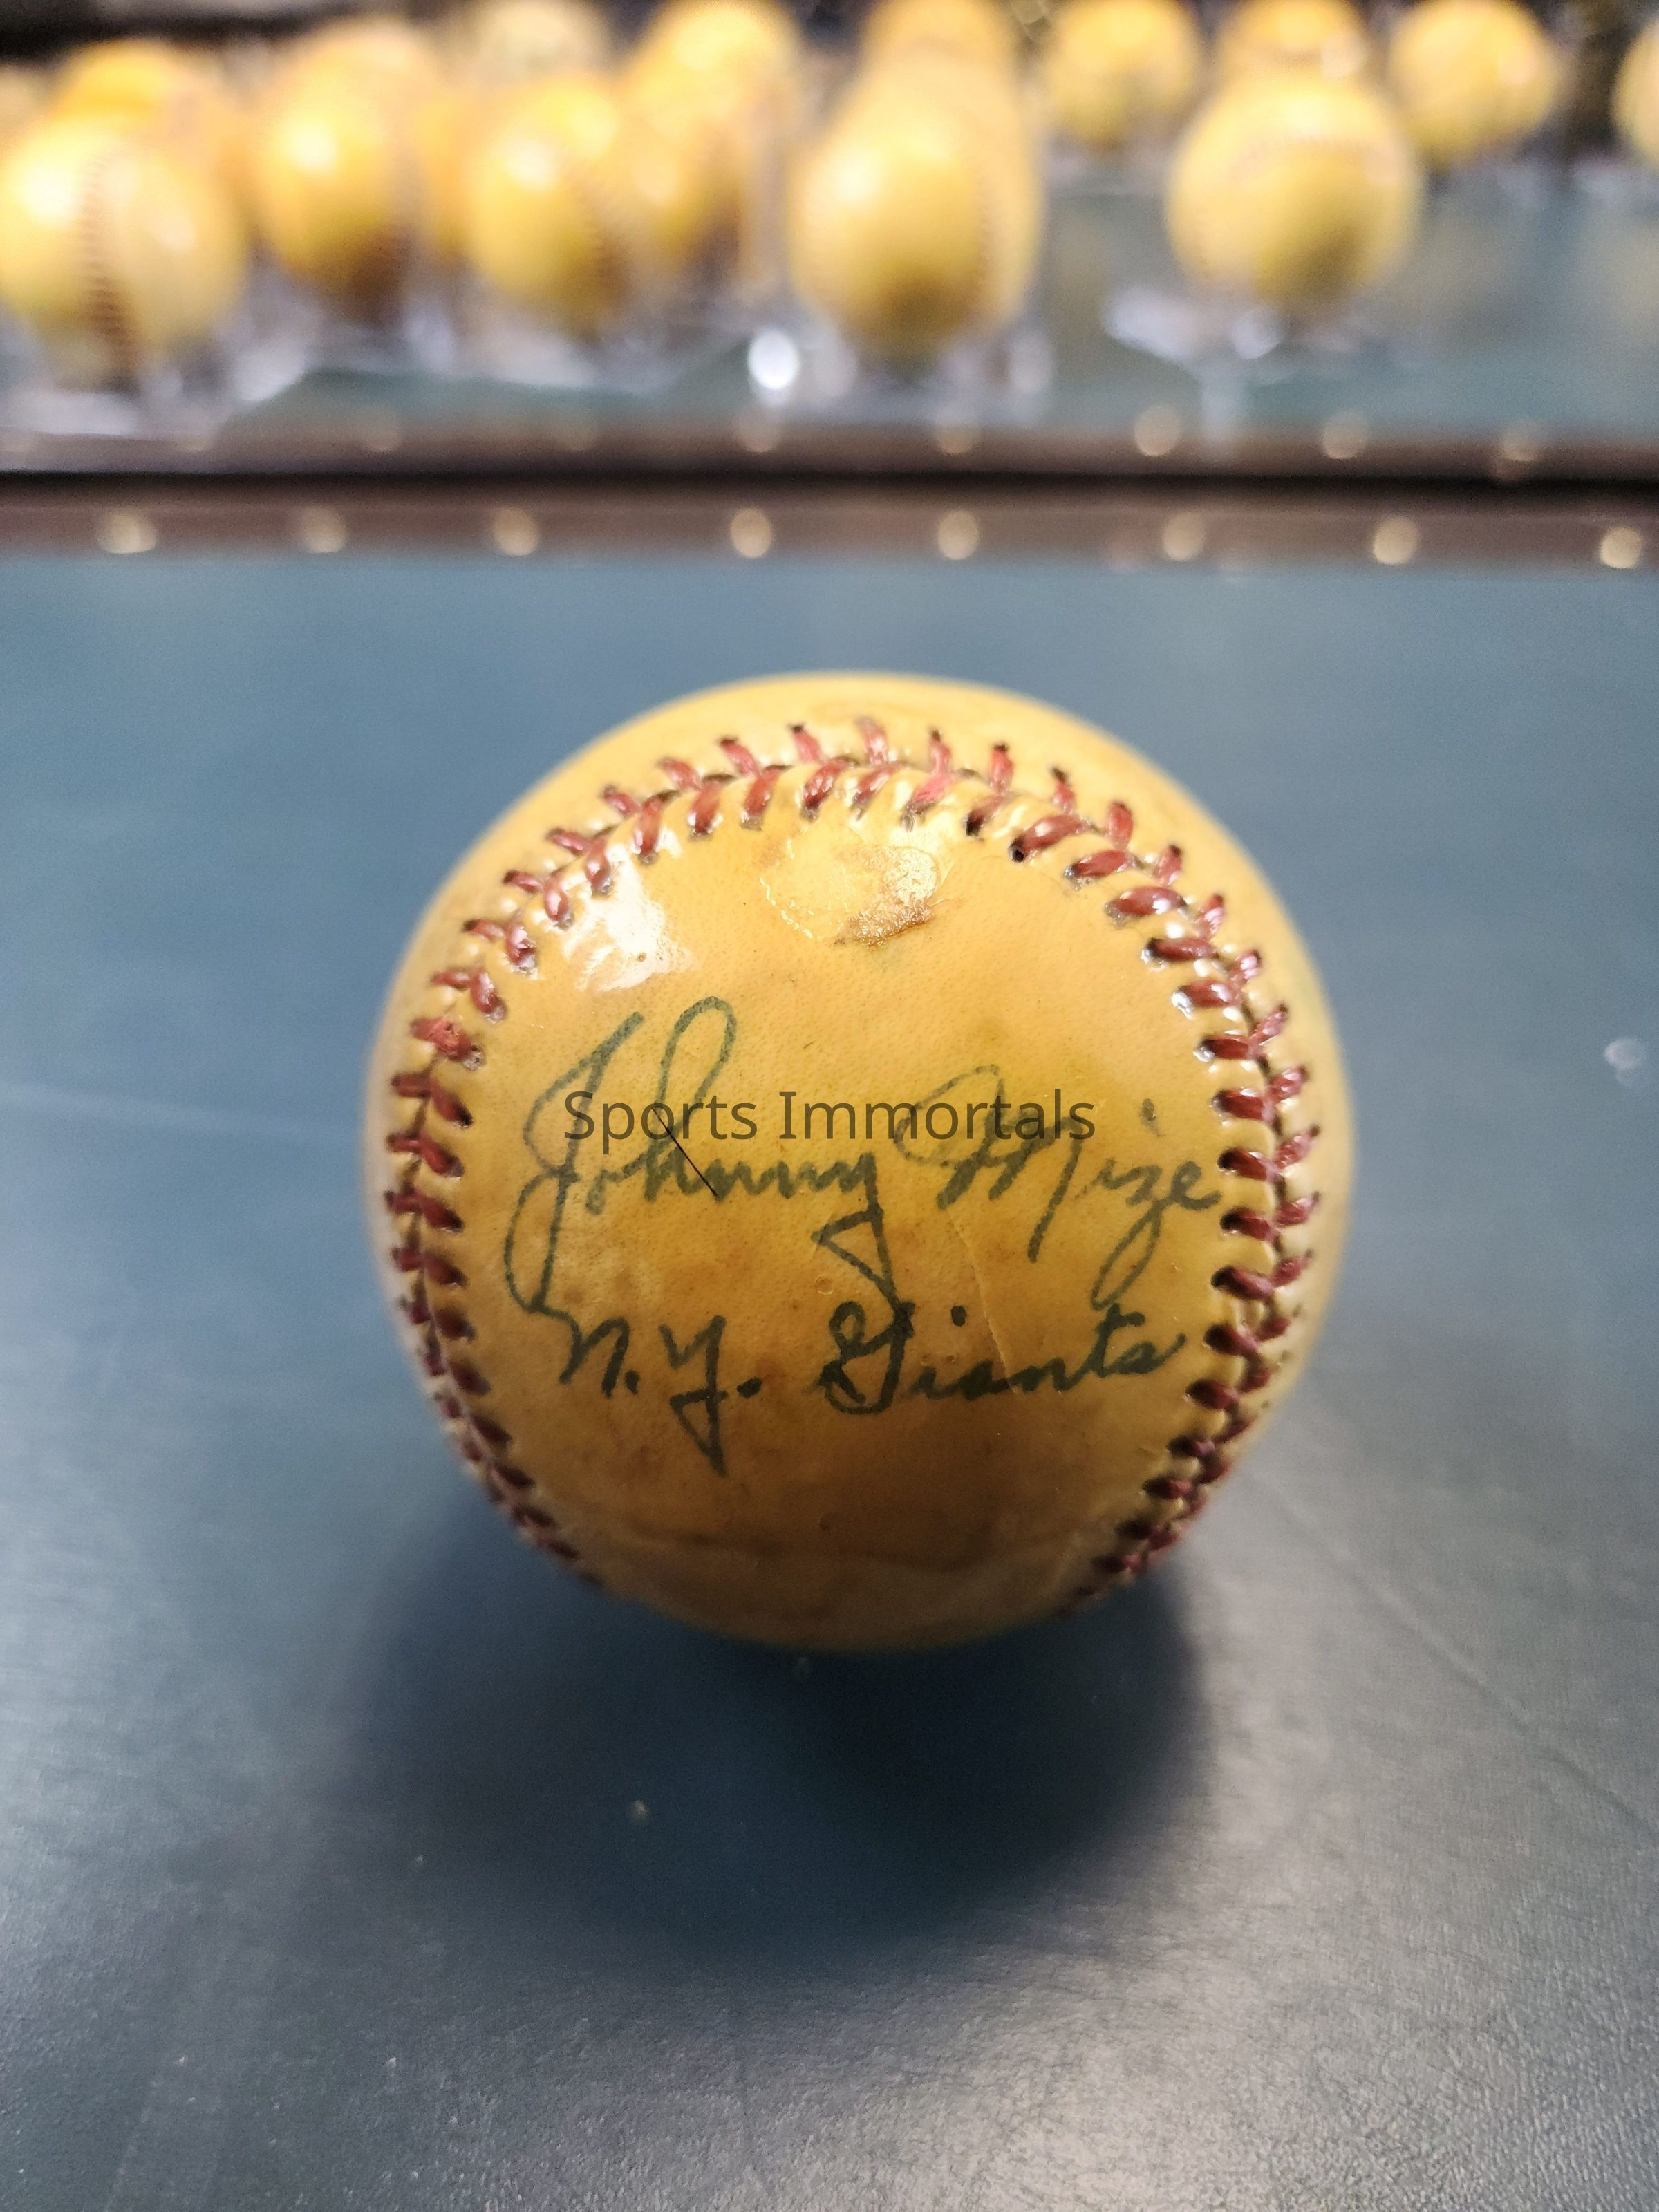 Sports Immortals
Johnny Mize
N.Y. Giants